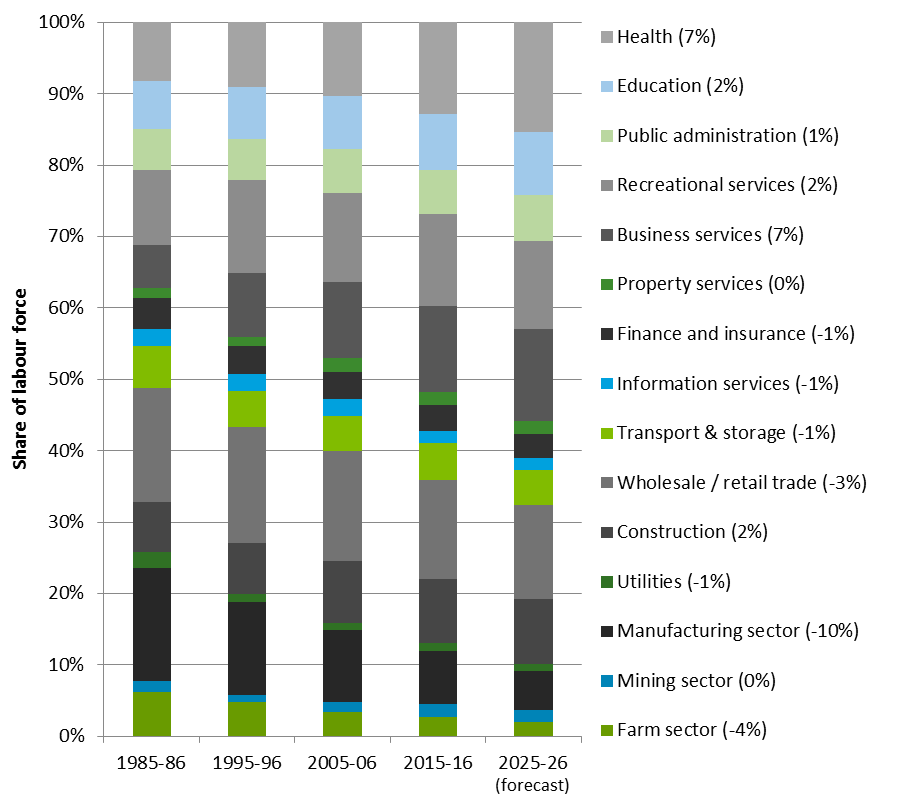 100%
90%
80%
70%
60%
50%
40%
30%
20%
10%
0%
Share of labour force
1985-86
1995-96
2005-06
2015-16
2025-26
(forecast)
Health (7%)
Education (2%)
Public administration (1%)
Recreational services (2%)
Business services (7%)
Property services (0%)
Finance and insurance (-1%)
Information services (-1%)
Transport & storage (-1%)
Wholesale / retail trade (-3%)
Construction (2%)
Utilities (-1%)
Manufacturing sector (-10%)
Mining sector (0%)
Farm sector (-4%)